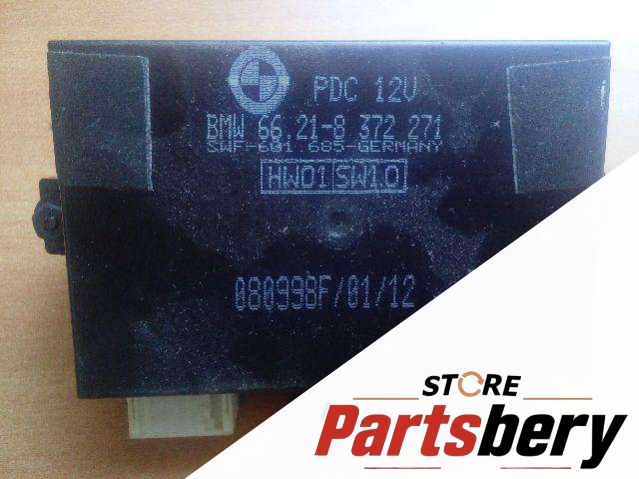 PDC 12V
BMW 66.21-8 372 271
SWF-601.685-GERMANY
HW01 SW1.0
080998F/01/12
STORE
Partsbery